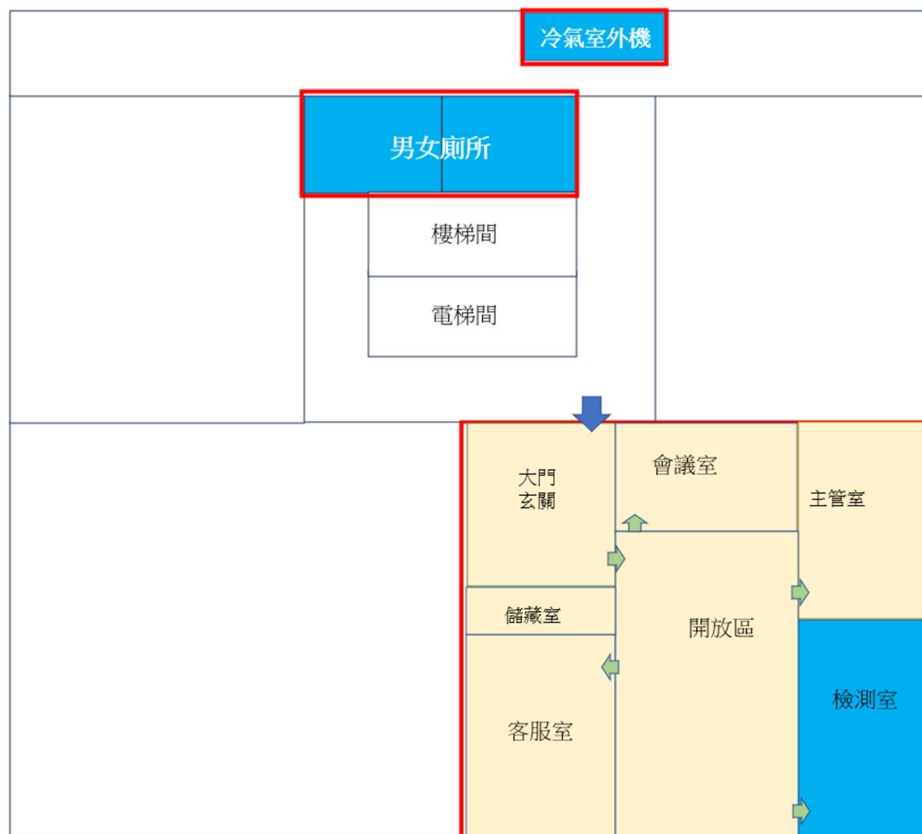 冷氣室外機
男女廁所
樓梯間
電梯間
大門
玄關
會議室
主管室
儲藏室
開放區
客服室
檢測室